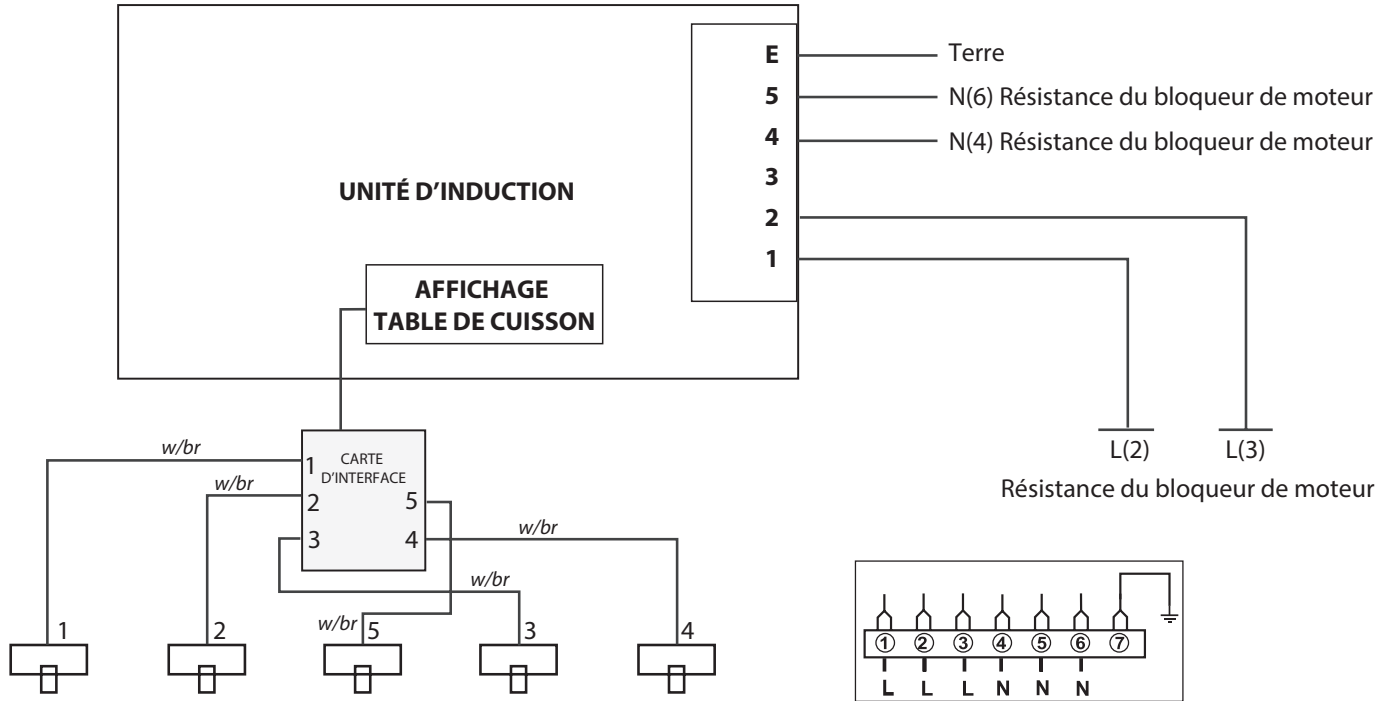 E
Terre
5
N(6) Résistance du bloqueur de moteur
4
N(4) Résistance du bloqueur de moteur
3
2
1
UNITÉ D’INDUCTION
AFFICHAGE
TABLE DE CUISSON
L(2)
L(3)
Résistance du bloqueur de moteur
w/br
1
CARTE
D’INTERFACE
w/br
2
5
3
4
w/br
w/br
w/br
1
2
5
3
4
1
2
3
4
5
6
7
L L L N N N